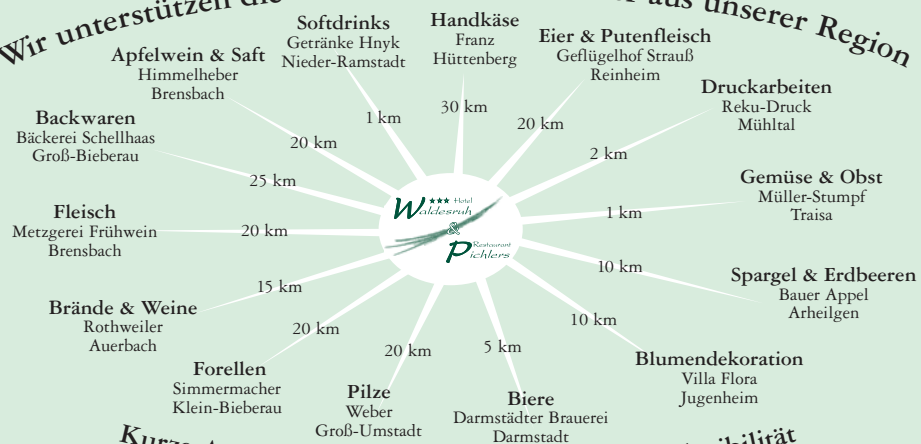 Wir unterstützen die
aus unserer Region
Softdrinks
Getränke Hnyk
Nieder-Ramstadt
1 km
Handkäse
Franz
Hüttenberg
30 km
Eier & Putenfleisch
Geflügelhof Strauß
Reinheim
20 km
Druckarbeiten
Reku-Druck
Mühltal
2 km
Gemüse & Obst
Müller-Stumpf
Traisa
1 km
Spargel & Erdbeeren
Bauer Appel
Arheilgen
10 km
Blumendekoration
Villa Flora
Jugenheim
10 km
Biere
Darmstädter Brauerei
Darmstadt
5 km
Pilze
Weber
Groß-Umstadt
20 km
Forellen
Simmermacher
Klein-Bieberau
20 km
Brände & Weine
Rothweiler
Auerbach
15 km
Fleisch
Metzgerei Frühwein
Brensbach
20 km
Backwaren
Bäckerei Schellhaas
Groß-Bieberau
25 km
Apfelwein & Saft
Himmelheber
Brensbach
20 km
*** Hotel
Waldesruh
&
Restaurant
Pichlers